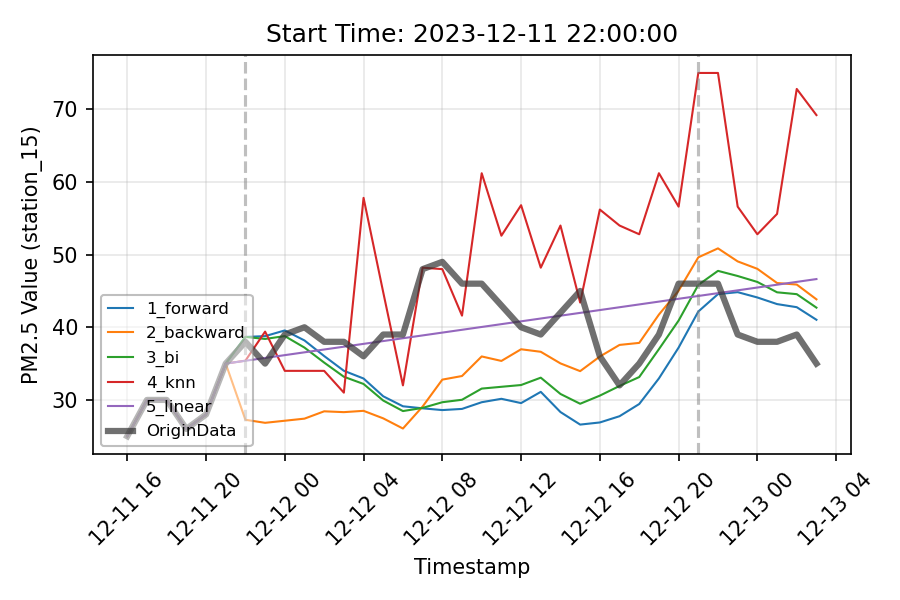 Start Time: 2023-12-11 22:00:00
PM2.5 Value (station_15)
70
60
50
40
30
1_forward
2_backward
3_bi
4_knn
5_linear
OriginData
12-11 16
12-11 20
12-12 00
12-12 04
12-12 08
12-12 12
12-12 16
12-12 20
12-13 00
12-13 04
Timestamp